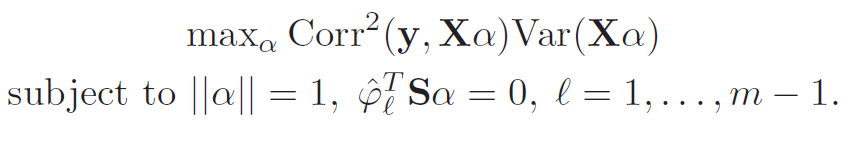 max_α Corr²(y, Xα)Var(Xα)
subject to ||α|| = 1, φ̂_ℓ^T Sα = 0, ℓ = 1, . . . , m − 1.